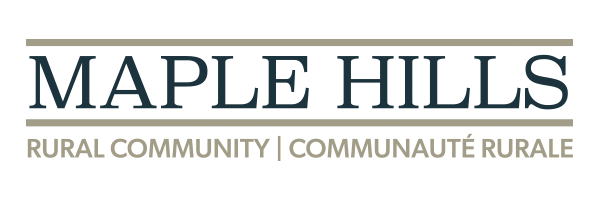 MAPLE HILLS
RURAL COMMUNITY | COMMUNAUTÉ RURALE